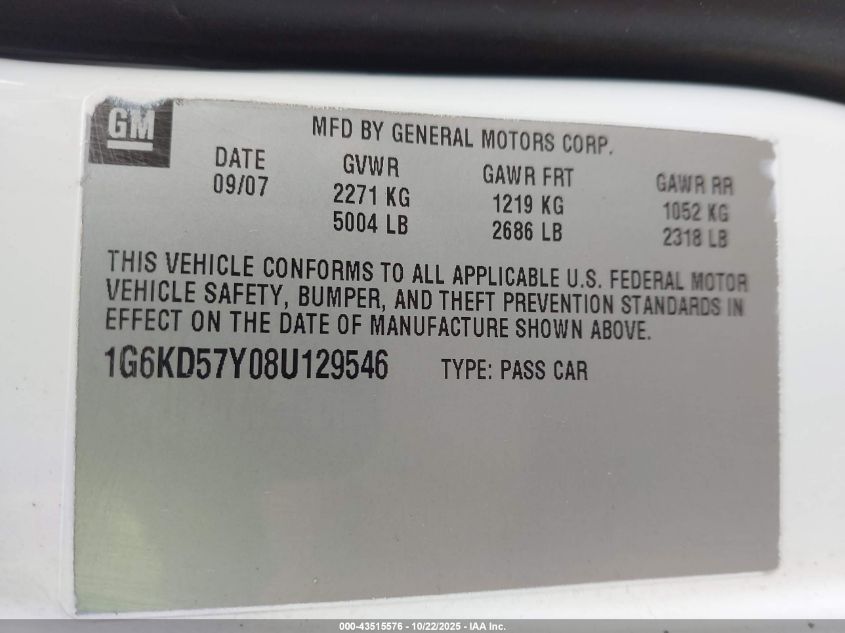 GM
MFD BY GENERAL MOTORS CORP.
DATE GVWR GAWR FRT GAWR RR
09/07 2271 KG 1219 KG 1052 KG
5004 LB 2686 LB 2318 LB
THIS VEHICLE CONFORMS TO ALL APPLICABLE U.S. FEDERAL MOTOR
VEHICLE SAFETY, BUMPER, AND THEFT PREVENTION STANDARDS IN
EFFECT ON THE DATE OF MANUFACTURE SHOWN ABOVE.
1G6KD57Y08U129546 TYPE: PASS CAR
000-43515576 - 10/22/2025 - IAA Inc.